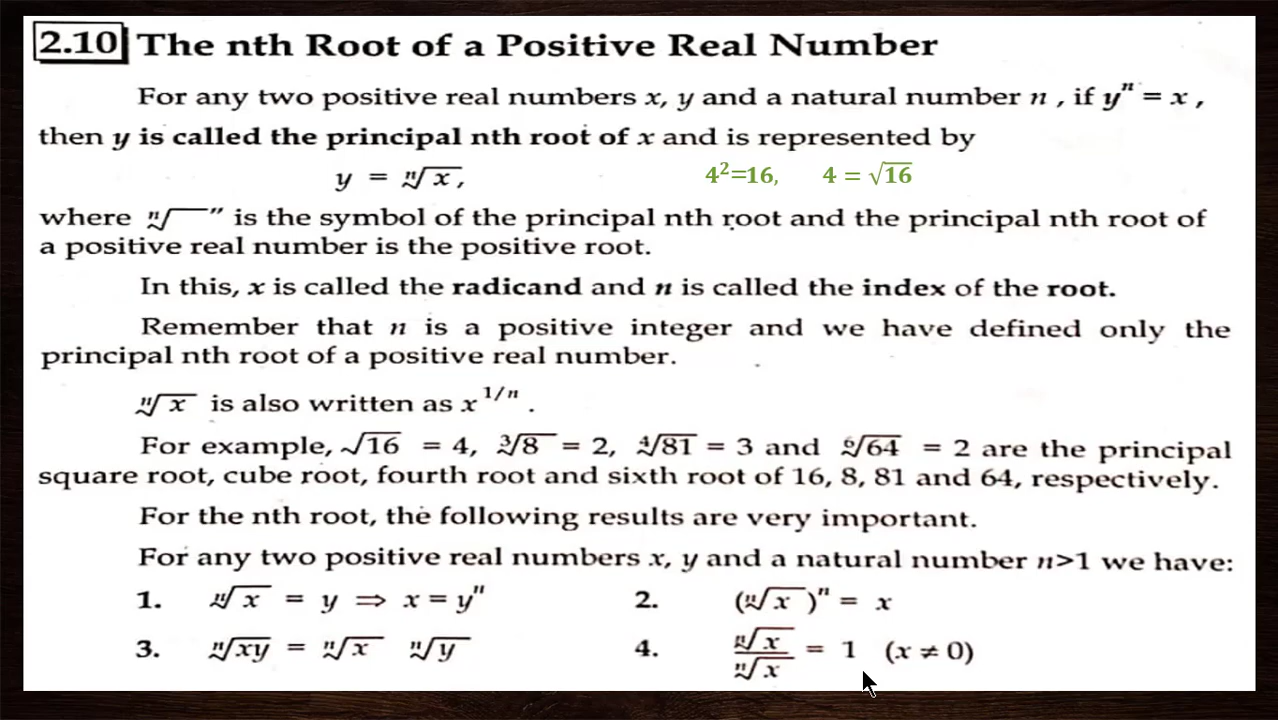 2.10 The nth Root of a Positive Real Number
For any two positive real numbers x, y and a natural number n , if yⁿ = x ,
then y is called the principal nth root of x and is represented by
y = ⁿ√x , 4²=16, 4 = √16
where ⁿ√ " is the symbol of the principal nth root and the principal nth root of
a positive real number is the positive root.
In this, x is called the radicand and n is called the index of the root.
Remember that n is a positive integer and we have defined only the
principal nth root of a positive real number.
ⁿ√x is also written as x^1/n .
For example, √16 = 4, ³√8 = 2, ⁴√81 = 3 and ⁶√64 = 2 are the principal
square root, cube root, fourth root and sixth root of 16, 8, 81 and 64, respectively.
For the nth root, the following results are very important.
For any two positive real numbers x, y and a natural number n>1 we have:
1. ⁿ√x = y ⇒ x = yⁿ 2. (ⁿ√x )ⁿ = x
3. ⁿ√xy = ⁿ√x ⁿ√y 4. ⁿ√x / ⁿ√x = 1 (x ≠ 0)